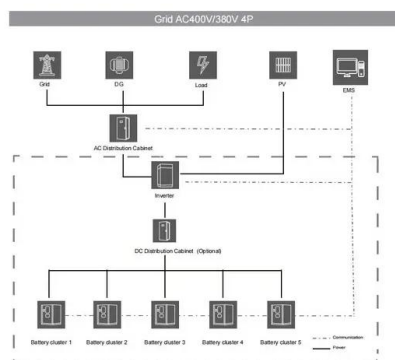 Grid AC400V/380V 4P
Grid
DG
Load
PV
EMS
AC Distribution Cabinet
Inverter
DC Distribution Cabinet (Optional)
Battery cluster 1
Battery cluster 2
Battery cluster 3
Battery cluster 4
Battery cluster 5
Communication
Power